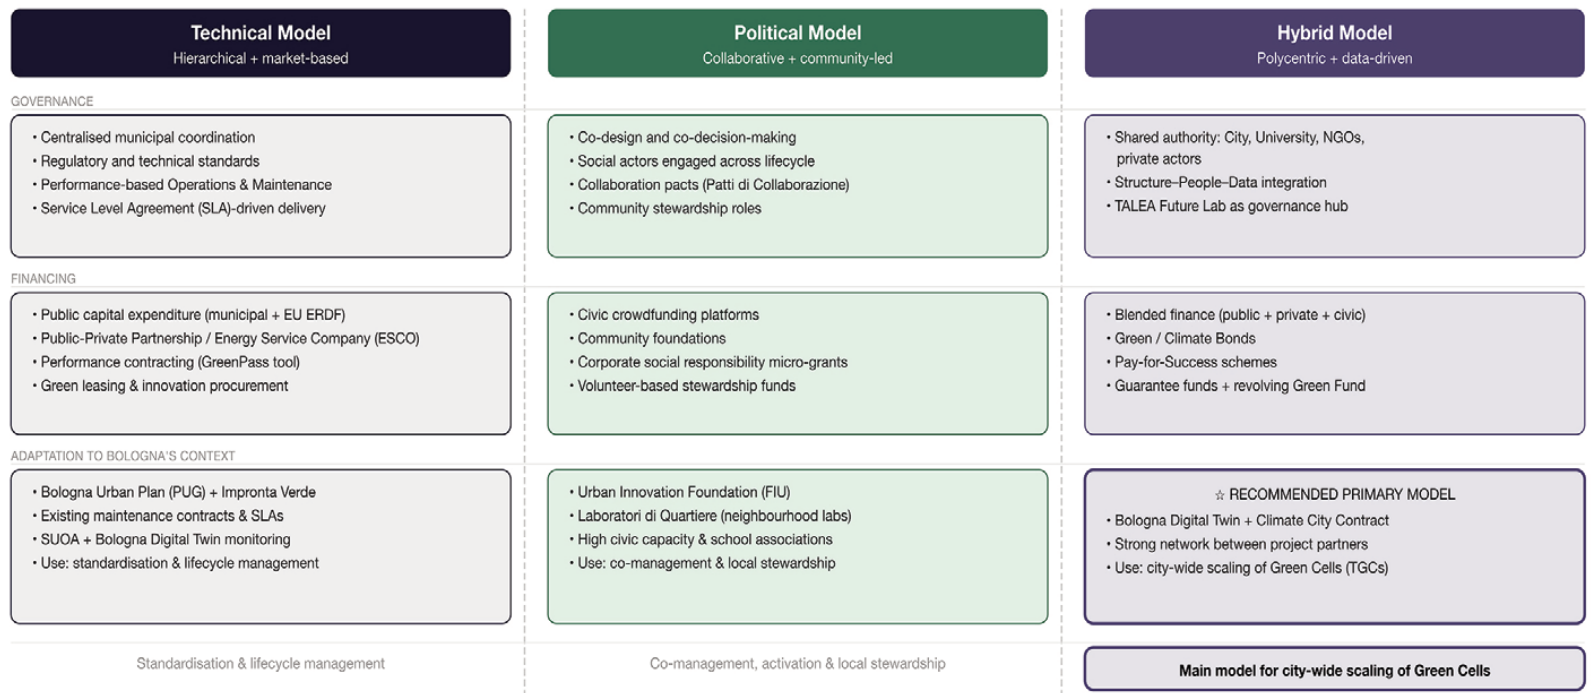 Technical Model
Hierarchical + market-based
Political Model
Collaborative + community-led
Hybrid Model
Polycentric + data-driven
GOVERNANCE
• Centralised municipal coordination
• Regulatory and technical standards
• Performance-based Operations & Maintenance
• Service Level Agreement (SLA)-driven delivery
• Co-design and co-decision-making
• Social actors engaged across lifecycle
• Collaboration pacts (Patti di Collaborazione)
• Community stewardship roles
• Shared authority: City, University, NGOs,
private actors
• Structure–People–Data integration
• TALEA Future Lab as governance hub
FINANCING
• Public capital expenditure (municipal + EU ERDF)
• Public-Private Partnership / Energy Service Company (ESCO)
• Performance contracting (GreenPass tool)
• Green leasing & innovation procurement
• Civic crowdfunding platforms
• Community foundations
• Corporate social responsibility micro-grants
• Volunteer-based stewardship funds
• Blended finance (public + private + civic)
• Green / Climate Bonds
• Pay-for-Success schemes
• Guarantee funds + revolving Green Fund
ADAPTATION TO BOLOGNA'S CONTEXT
• Bologna Urban Plan (PUG) + Impronta Verde
• Existing maintenance contracts & SLAs
• SUOA + Bologna Digital Twin monitoring
• Use: standardisation & lifecycle management
• Urban Innovation Foundation (FIU)
• Laboratori di Quartiere (neighbourhood labs)
• High civic capacity & school associations
• Use: co-management & local stewardship
☆ RECOMMENDED PRIMARY MODEL
• Bologna Digital Twin + Climate City Contract
• Strong network between project partners
• Use: city-wide scaling of Green Cells (TGCs)
Standardisation & lifecycle management
Co-management, activation & local stewardship
Main model for city-wide scaling of Green Cells